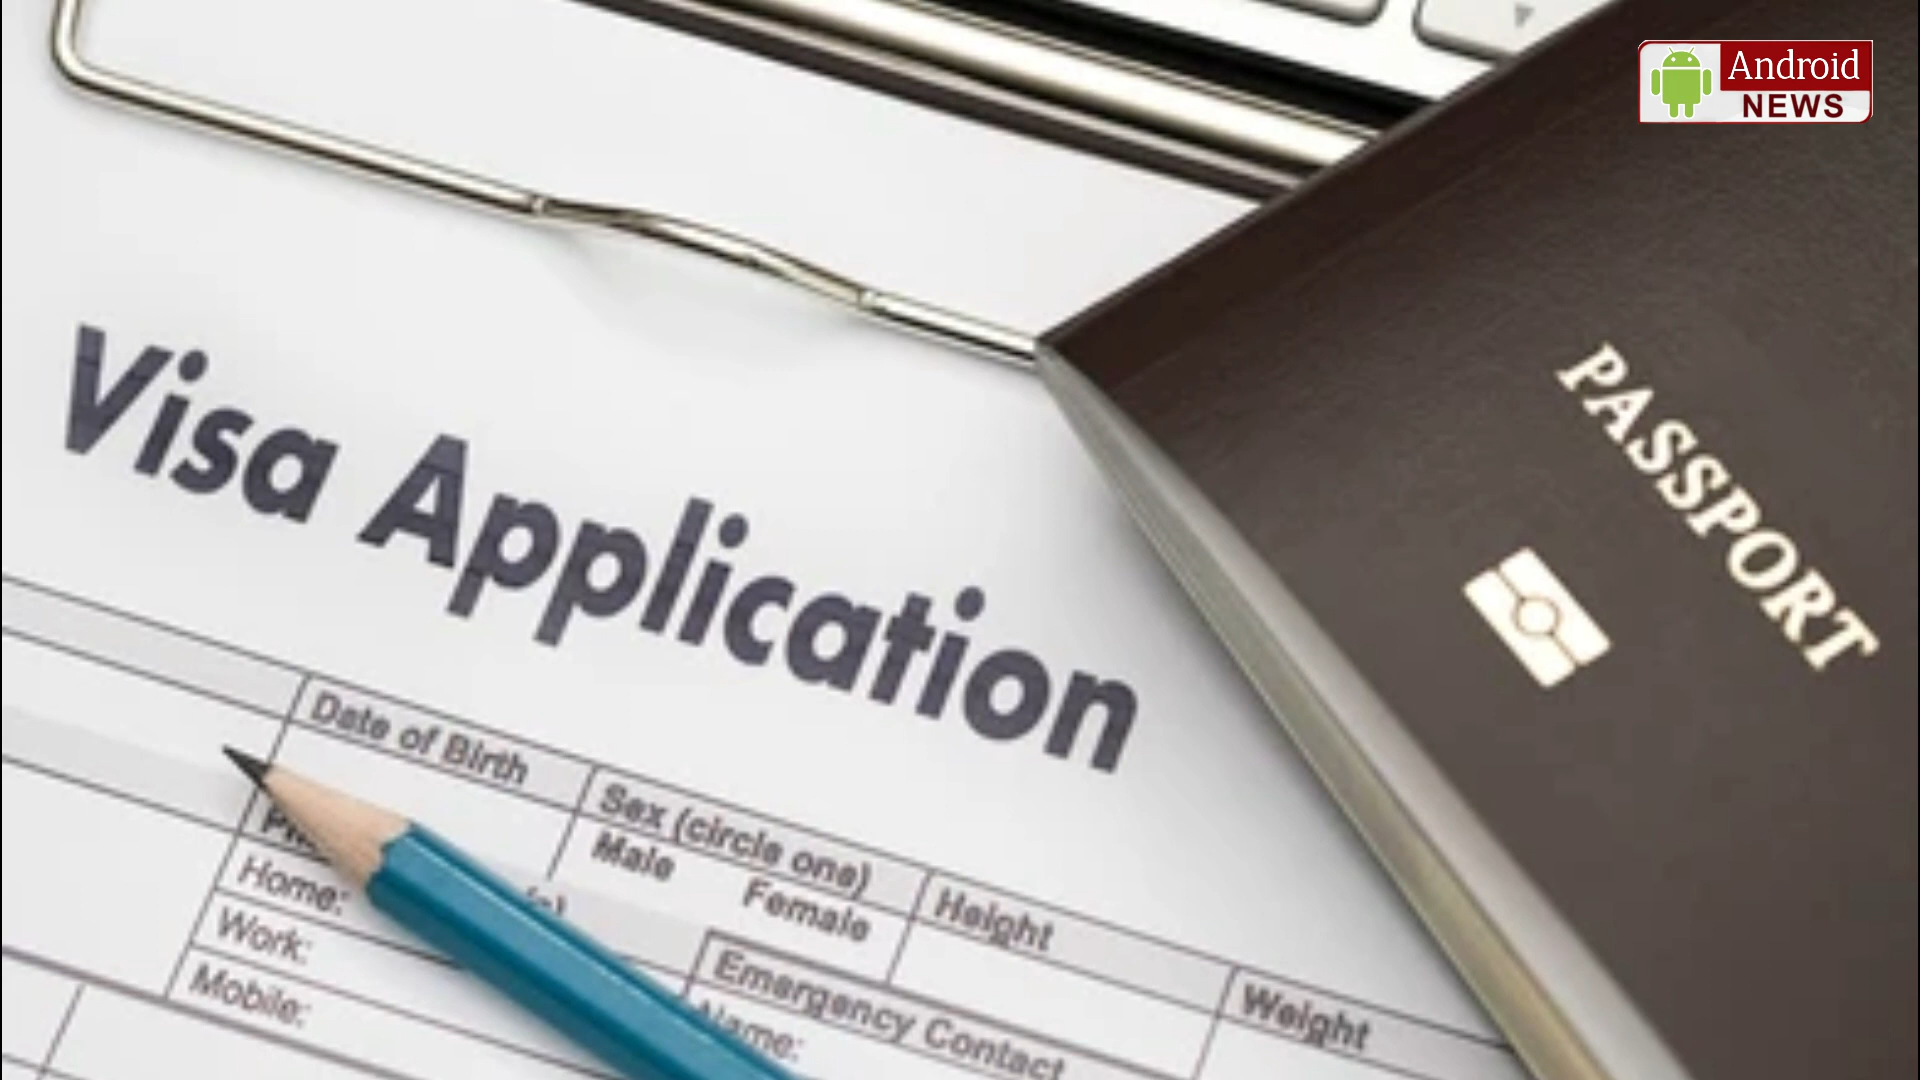 Android
NEWS
PASSPORT
Visa Application
Date of Birth
Sex (circle one)
Male Female
Height
Weight
Home:
Work:
Mobile:
Emergency Contact
Name: